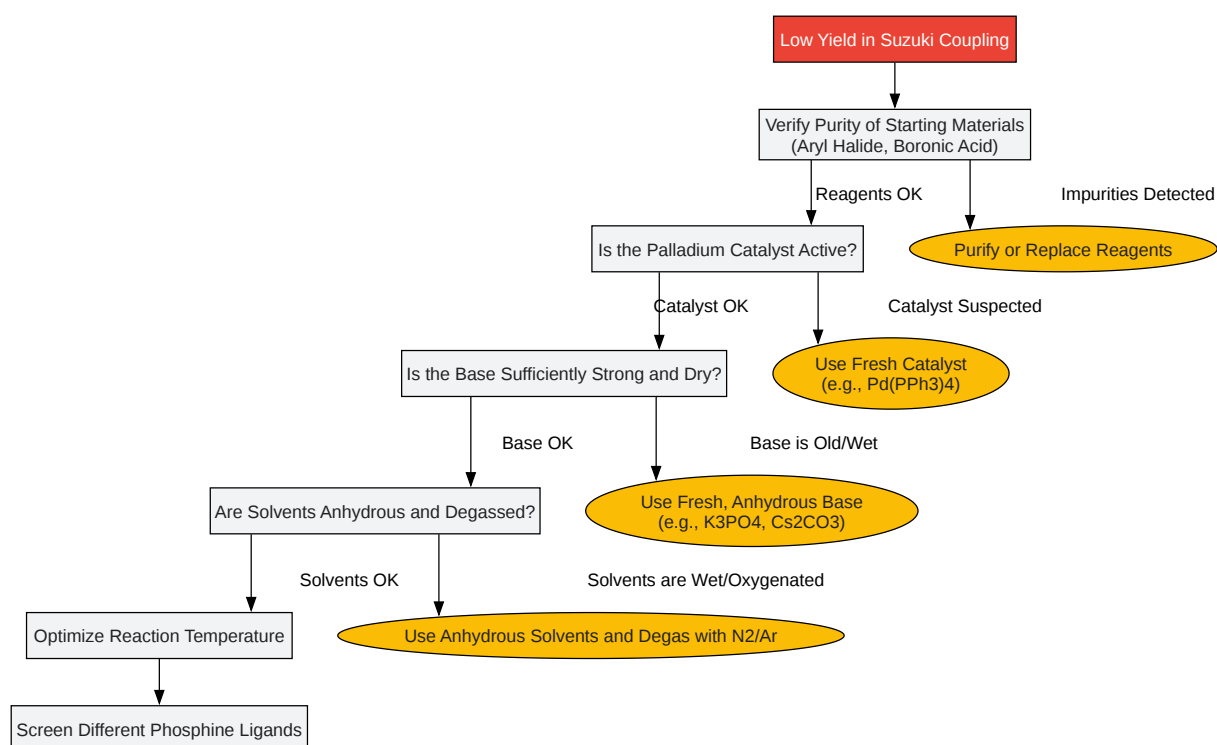 Low Yield in Suzuki Coupling
Verify Purity of Starting Materials
(Aryl Halide, Boronic Acid)
Reagents OK
Impurities Detected
Is the Palladium Catalyst Active?
Purify or Replace Reagents
Catalyst OK
Catalyst Suspected
Is the Base Sufficiently Strong and Dry?
Use Fresh Catalyst
(e.g., Pd(PPh3)4)
Base OK
Base is Old/Wet
Are Solvents Anhydrous and Degassed?
Use Fresh, Anhydrous Base
(e.g., K3PO4, Cs2CO3)
Solvents OK
Solvents are Wet/Oxygenated
Optimize Reaction Temperature
Use Anhydrous Solvents and Degas with N2/Ar
Screen Different Phosphine Ligands